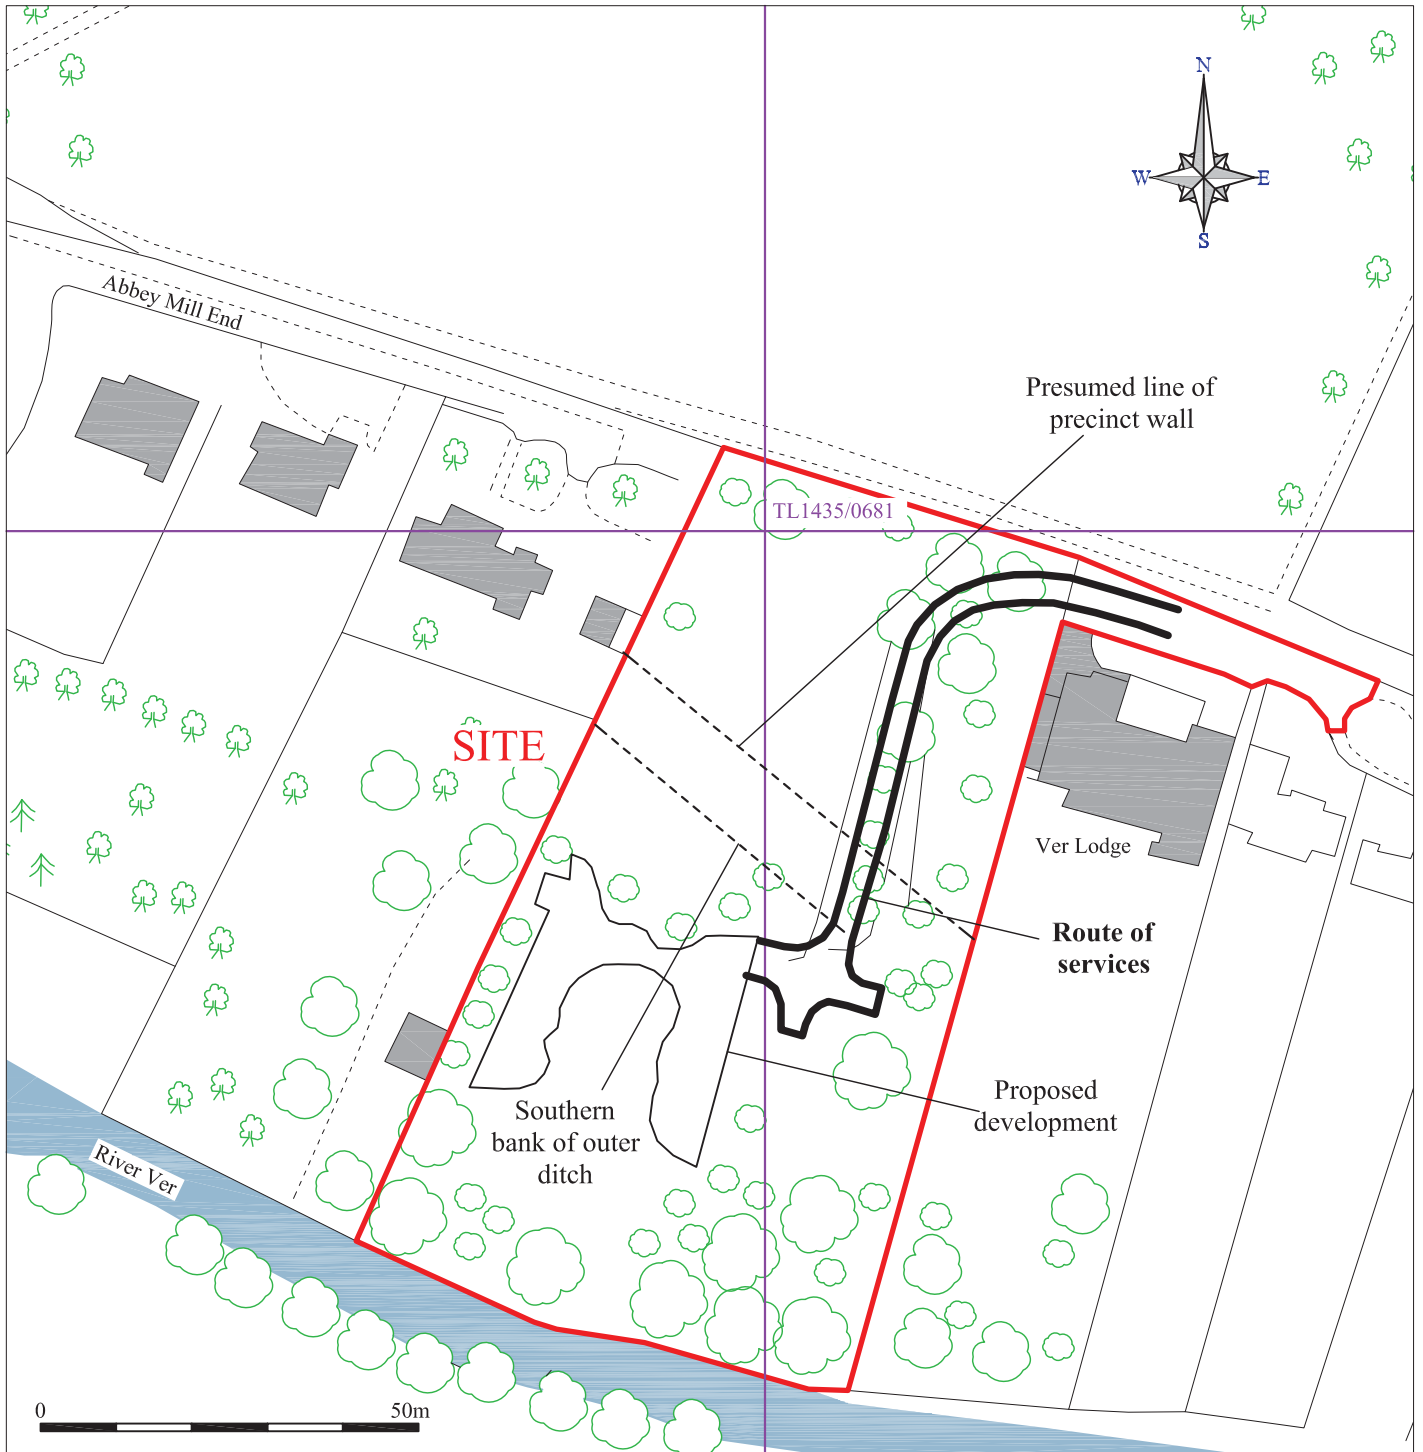 N
W
E
S
Abbey Mill End
Presumed line of
precinct wall
TL1435/0681
SITE
Ver Lodge
Route of
services
Proposed
development
Southern
bank of outer
ditch
River Ver
0
50m